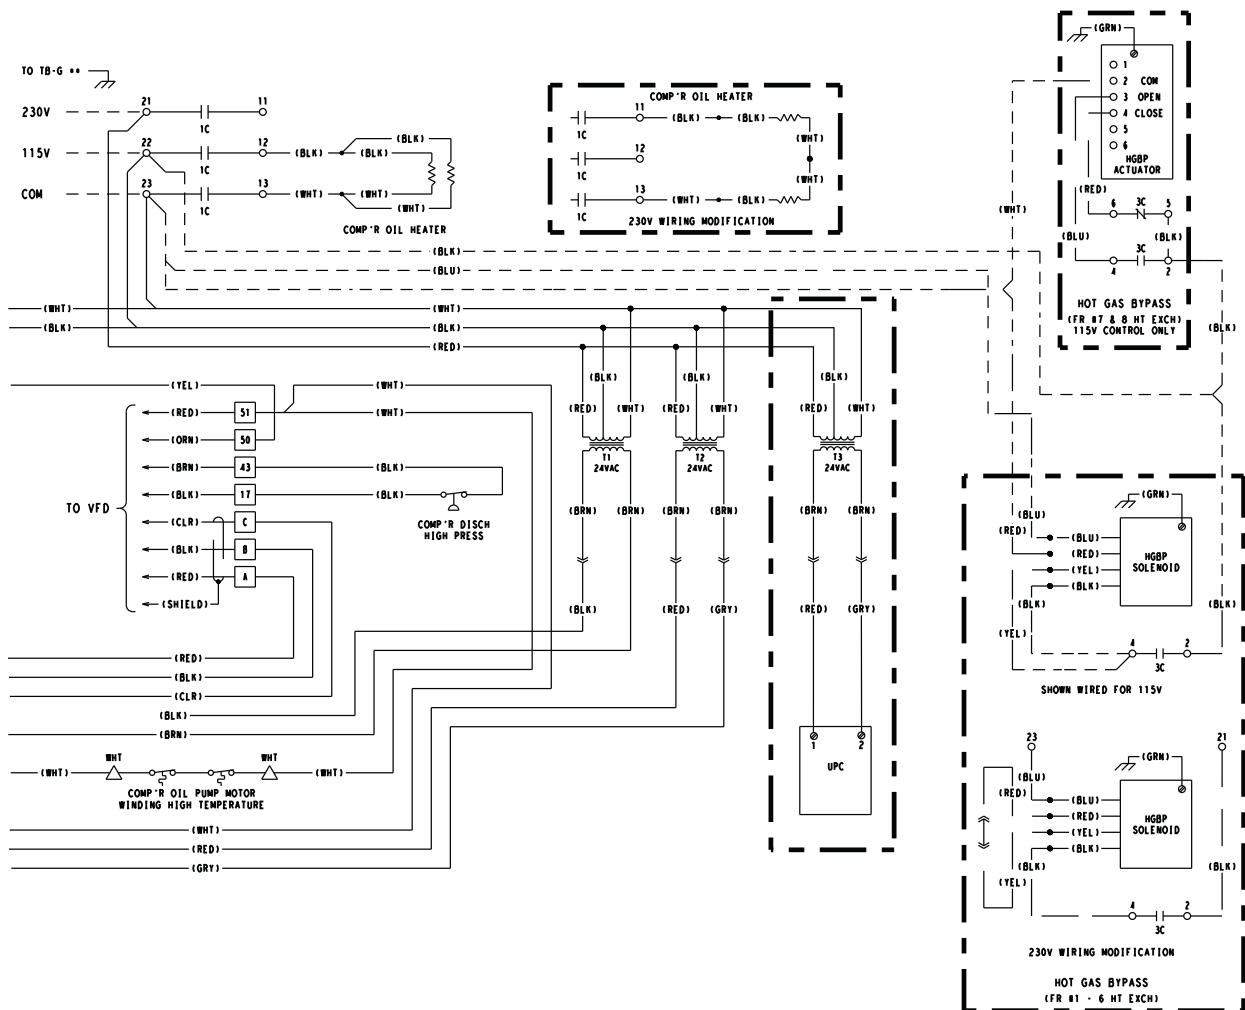 TO TB-G **
230V
21
1C
11
115V
22
1C
12
(BLK)
(BLK)
(BLK)
COM
23
1C
13
(WHT)
(WHT)
(WHT)
COMP'R OIL HEATER
COMP'R OIL HEATER
1C
11
(BLK)
(BLK)
(WHT)
1C
12
(WHT)
1C
13
(WHT)
(BLK)
230V WIRING MODIFICATION
(GRN)
1
2 COM
3 OPEN
4 CLOSE
5
6
HGBP
ACTUATOR
(RED)
6
3C
5
(BLU)
(BLK)
4
3C
2
HOT GAS BYPASS
(FR #7 & 8 HT EXCH)
115V CONTROL ONLY
(WHT)
(BLK)
(BLK)
(BLU)
(WHT)
(WHT)
(BLK)
(BLK)
(RED)
(YEL)
(WHT)
(RED)
51
(WHT)
(ORN)
50
(BRN)
43
(BLK)
(BLK)
17
(BLK)
TO VFD
(CLR)
C
COMP'R DISCH
HIGH PRESS
(BLK)
B
(RED)
A
(SHIELD)
(BLK)
(RED)
(WHT)
T1
24VAC
(BRN)
(BRN)
(BLK)
(BLK)
(RED)
(WHT)
T2
24VAC
(BRN)
(BRN)
(RED)
(GRY)
(BLK)
(RED)
(WHT)
T3
24VAC
(BRN)
(BRN)
(RED)
(GRY)
1
2
UPC
(RED)
(BLK)
(CLR)
(BLK)
(BRN)
(WHT)
WHT
WHT
(WHT)
COMP'R OIL PUMP MOTOR
WINDING HIGH TEMPERATURE
(WHT)
(RED)
(GRY)
(GRN)
(BLU)
(RED)
(BLU)
(RED)
(YEL)
(BLK)
HGBP
SOLENOID
(BLK)
(BLK)
(YEL)
4
3C
2
SHOWN WIRED FOR 115V
23
21
(GRN)
(BLU)
(RED)
(BLU)
(RED)
(YEL)
(BLK)
HGBP
SOLENOID
(BLK)
(BLK)
(YEL)
4
3C
2
230V WIRING MODIFICATION
HOT GAS BYPASS
(FR #1 - 6 HT EXCH)